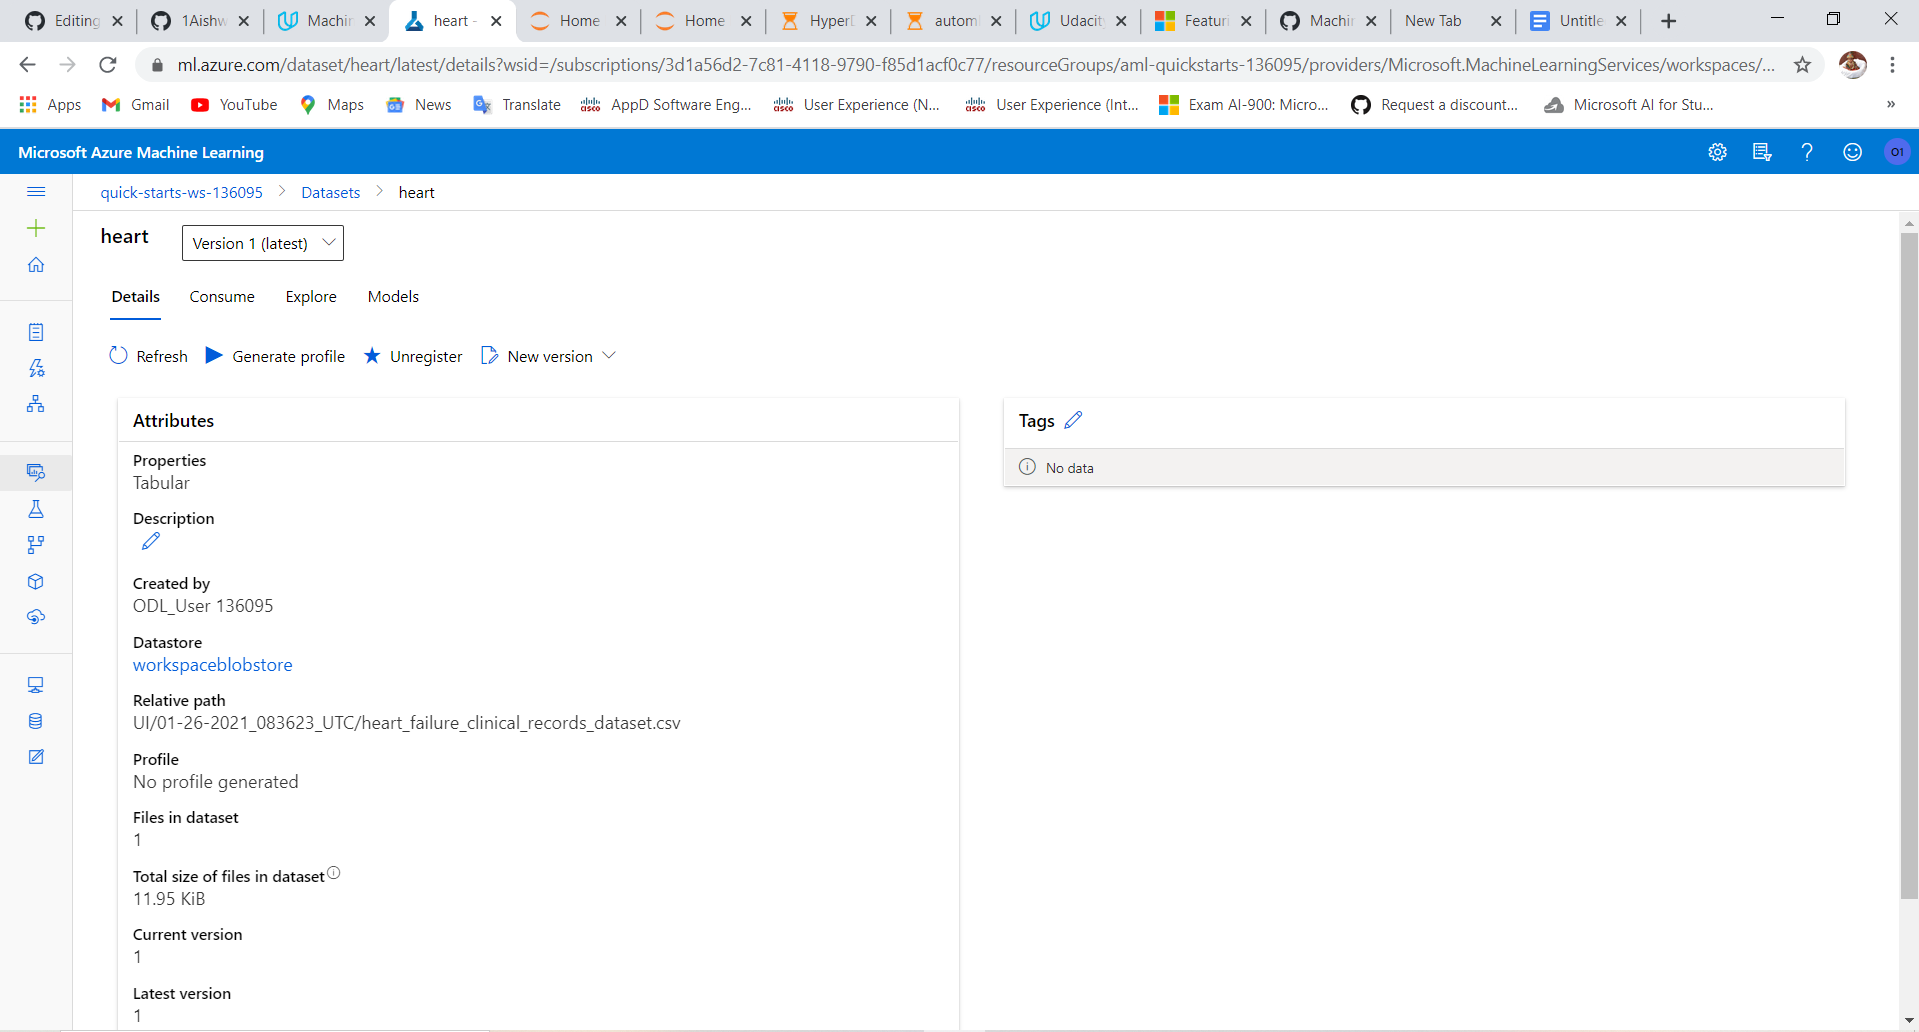 Editing
1Aishw
Machin
heart -
Home
Home
Hyper
autom
Udacit
Featuri
Machin
New Tab
Untitle
ml.azure.com/dataset/heart/latest/details?wsid=/subscriptions/3d1a56d2-7c81-4118-9790-f85d1acf0c77/resourceGroups/aml-quickstarts-136095/providers/Microsoft.MachineLearningServices/workspaces/...
Apps
Gmail
YouTube
Maps
News
Translate
AppD Software Eng...
User Experience (N...
User Experience (Int...
Exam AI-900: Micro...
Request a discount...
Microsoft AI for Stu...
»
Microsoft Azure Machine Learning
O1
quick-starts-ws-136095 > Datasets > heart
heart
Version 1 (latest)
Details
Consume
Explore
Models
Refresh
Generate profile
Unregister
New version
Attributes
Properties
Tabular
Description
Created by
ODL_User 136095
Datastore
workspaceblobstore
Relative path
UI/01-26-2021_083623_UTC/heart_failure_clinical_records_dataset.csv
Profile
No profile generated
Files in dataset
1
Total size of files in dataset
11.95 KiB
Current version
1
Latest version
1
Tags
No data